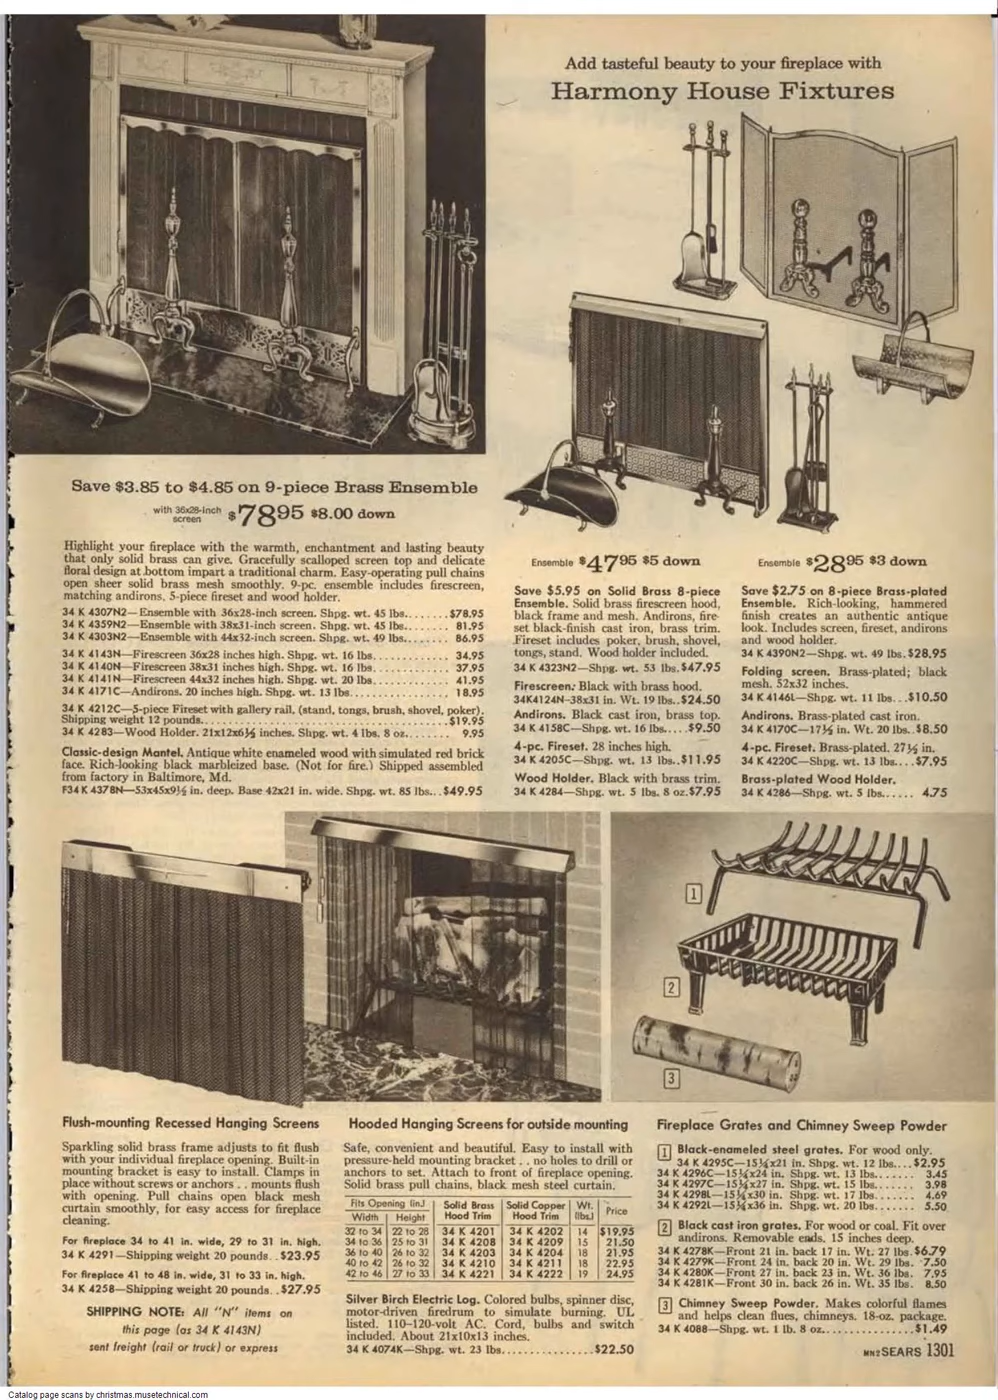 Add tasteful beauty to your fireplace with
Harmony House Fixtures
Save $3.85 to $4.85 on 9-piece Brass Ensemble
with 36x28-inch screen $78.95 $8.00 down
Highlight your fireplace with the warmth, enchantment and lasting beauty
that only solid brass can give. Gracefully scalloped screen top and delicate
floral design at bottom impart a traditional charm. Easy-operating pull chains
open sheer solid brass mesh smoothly. 9-pc. ensemble includes firescreen,
matching andirons, 5-piece fireset and wood holder.
34 K 4307N2—Ensemble with 36x28-inch screen. Shpg. wt. 45 lbs........$78.95
34 K 4359N2—Ensemble with 38x31-inch screen. Shpg. wt. 45 lbs........ 81.95
34 K 4303N2—Ensemble with 44x32-inch screen. Shpg. wt. 49 lbs........ 86.95
34 K 4143N—Firescreen 36x28 inches high. Shpg. wt. 16 lbs............ 34.95
34 K 4140N—Firescreen 38x31 inches high. Shpg. wt. 16 lbs............ 37.95
34 K 4141N—Firescreen 44x32 inches high. Shpg. wt. 20 lbs............ 41.95
34 K 4171C—Andirons. 20 inches high. Shpg. wt. 13 lbs............... 18.95
34 K 4212C—5-piece Fireset with gallery rail. (stand, tongs, brush, shovel, poker).
Shipping weight 12 pounds...................................$19.95
34 K 4283—Wood Holder. 21x12x6½ inches. Shpg. wt. 4 lbs. 8 oz....... 9.95
Classic-design Mantel. Antique white enameled wood with simulated red brick
face. Rich-looking black marbleized base. (Not for fire.) Shipped assembled
from factory in Baltimore, Md.
F34 K 4378N—53x45x9½ in. deep. Base 42x21 in. wide. Shpg. wt. 85 lbs...$49.95
Ensemble $47.95 $5 down
Save $5.95 on Solid Brass 8-piece
Ensemble. Solid brass firescreen hood,
black frame and mesh. Andirons, fire-
set black-finish cast iron, brass trim.
Fireset includes poker, brush, shovel,
tongs, stand. Wood holder included.
34 K 4323N2—Shpg. wt. 53 lbs.$47.95
Firescreen: Black with brass hood.
34K4124N—38x31 in. Wt. 19 lbs..$24.50
Andirons. Black cast iron, brass top.
34 K 4158C—Shpg. wt. 16 lbs.....$9.50
4-pc. Fireset. 28 inches high.
34 K 4205C—Shpg. wt. 13 lbs..$11.95
Wood Holder. Black with brass trim.
34 K 4284—Shpg. wt. 5 lbs. 8 oz.$7.95
Ensemble $28.95 $3 down
Save $2.75 on 8-piece Brass-plated
Ensemble. Rich-looking, hammered
finish creates an authentic antique
look. Includes screen, fireset, andirons
and wood holder.
34 K 4390N2—Shpg. wt. 49 lbs.$28.95
Folding screen. Brass-plated; black
mesh. 52x32 inches.
34 K 4146L—Shpg. wt. 11 lbs...$10.50
Andirons. Brass-plated cast iron.
34 K 4170C—17½ in. Wt. 20 lbs..$8.50
4-pc. Fireset. Brass-plated. 27½ in.
34 K 4220C—Shpg. wt. 13 lbs....$7.95
Brass-plated Wood Holder.
34 K 4286—Shpg. wt. 5 lbs...... 4.75
1
2
3
Flush-mounting Recessed Hanging Screens
Sparkling solid brass frame adjusts to fit flush
with your individual fireplace opening. Built-in
mounting bracket is easy to install. Clamps in
place without screws or anchors . . mounts flush
with opening. Pull chains open black mesh
curtain smoothly, for easy access for fireplace
cleaning.
For fireplace 34 to 41 in. wide, 29 to 31 in. high.
34 K 4291—Shipping weight 20 pounds. .$23.95
For fireplace 41 to 48 in. wide, 31 to 33 in. high.
34 K 4258—Shipping weight 20 pounds. .$27.95
SHIPPING NOTE: All "N" items on
this page (as 34 K 4143N)
sent freight (rail or truck) or express
Hooded Hanging Screens for outside mounting
Safe, convenient and beautiful. Easy to install with
pressure-held mounting bracket . . no holes to drill or
anchors to set. Attach to front of fireplace opening.
Solid brass pull chains, black mesh steel curtain.
Fits Opening (in.) Solid Brass Hood Trim Solid Copper Hood Trim Wt. (lbs.) Price
Width Height
32 to 34 22 to 28 34 K 4201 34 K 4202 14 $19.95
34 to 36 25 to 31 34 K 4208 34 K 4209 15 21.50
36 to 40 26 to 32 34 K 4203 34 K 4204 18 21.95
40 to 42 26 to 32 34 K 4210 34 K 4211 18 22.95
42 to 46 27 to 33 34 K 4221 34 K 4222 19 24.95
Silver Birch Electric Log. Colored bulbs, spinner disc,
motor-driven firedrum to simulate burning. UL
listed. 110-120-volt AC. Cord, bulbs and switch
included. About 21x10x13 inches.
34 K 4074K—Shpg. wt. 23 lbs...............$22.50
Fireplace Grates and Chimney Sweep Powder
1 Black-enameled steel grates. For wood only.
34 K 4295C—15¼x21 in. Shpg. wt. 12 lbs....$2.95
34 K 4296C—15¼x24 in. Shpg. wt. 13 lbs....... 3.45
34 K 4297C—15¼x27 in. Shpg. wt. 15 lbs....... 3.98
34 K 4298L—15¼x30 in. Shpg. wt. 17 lbs....... 4.69
34 K 4292L—15¼x36 in. Shpg. wt. 20 lbs....... 5.50
2 Black cast iron grates. For wood or coal. Fit over
andirons. Removable ends. 15 inches deep.
34 K 4278K—Front 21 in. back 17 in. Wt. 27 lbs. $6.79
34 K 4279K—Front 24 in. back 20 in. Wt. 29 lbs. 7.50
34 K 4280K—Front 27 in. back 23 in. Wt. 36 lbs. 7.95
34 K 4281K—Front 30 in. back 26 in. Wt. 35 lbs. 8.50
3 Chimney Sweep Powder. Makes colorful flames
and helps clean flues, chimneys. 18-oz. package.
34 K 4088—Shpg. wt. 1 lb. 8 oz................$1.49
SEARS 1301
Catalog page scans by christmas.musetechnical.com